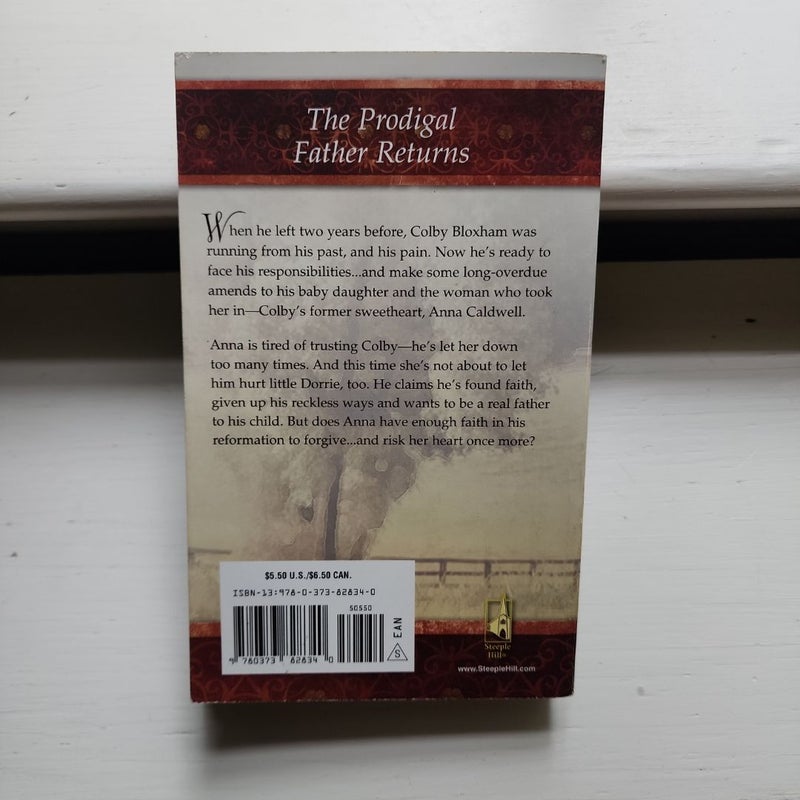 The Prodigal
Father Returns
When he left two years before, Colby Bloxham was
running from his past, and his pain. Now he's ready to
face his responsibilities...and make some long-overdue
amends to his baby daughter and the woman who took
her in—Colby's former sweetheart, Anna Caldwell.
Anna is tired of trusting Colby—he's let her down
too many times. And this time she's not about to let
him hurt little Dorrie, too. He claims he's found faith,
given up his reckless ways and wants to be a real father
to his child. But does Anna have enough faith in his
reformation to forgive...and risk her heart once more?
$5.50 U.S./$6.50 CAN.
ISBN-13:978-0-373-82834-0
50550
9 780373 828340
EAN
S
Steeple
Hill®
www.SteepleHill.com